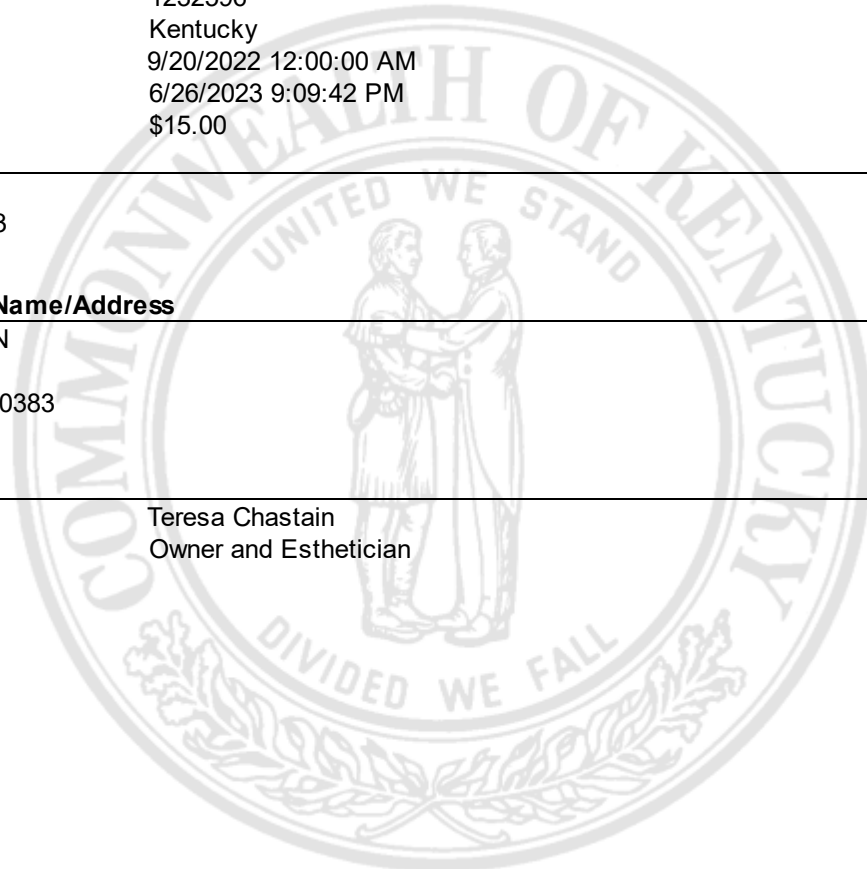 Kentucky
9/20/2022 12:00:00 AM
6/26/2023 9:09:42 PM
$15.00
COMMONWEALTH OF KENTUCKY
UNITED WE STAND
Name/Address
N
0383
Teresa Chastain
Owner and Esthetician
DIVIDED WE FALL